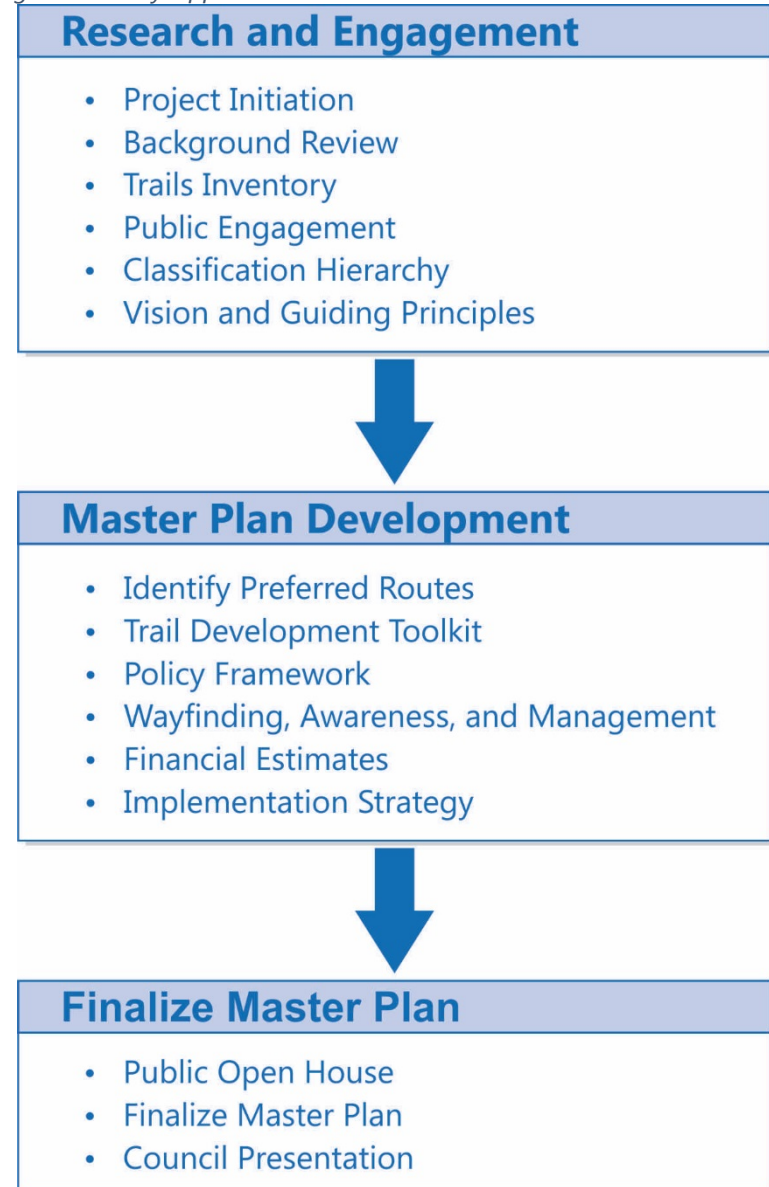 Research and Engagement
• Project Initiation
• Background Review
• Trails Inventory
• Public Engagement
• Classification Hierarchy
• Vision and Guiding Principles
Master Plan Development
• Identify Preferred Routes
• Trail Development Toolkit
• Policy Framework
• Wayfinding, Awareness, and Management
• Financial Estimates
• Implementation Strategy
Finalize Master Plan
• Public Open House
• Finalize Master Plan
• Council Presentation